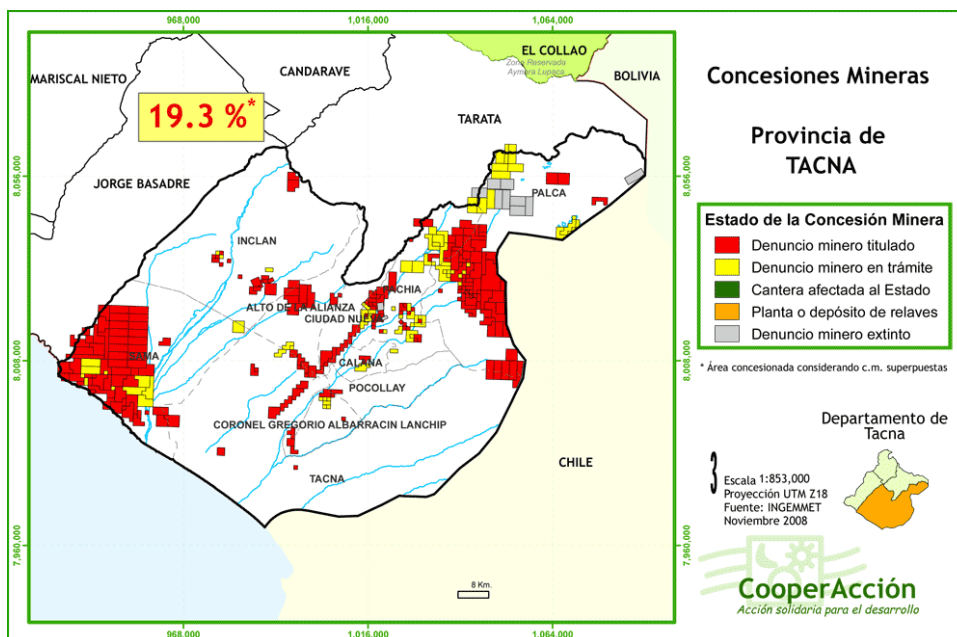 968,000
1,016,000
1,064,000
EL COLLAO
Zona Reservada
Aymara Lupaca
BOLIVIA
MARISCAL NIETO
CANDARAVE
19.3 %*
TARATA
8,056,000
8,056,000
JORGE BASADRE
PALCA
INCLAN
PACHIA
ALTO DE LA ALIANZA
CIUDAD NUEVA
SAMA
CALANA
8,008,000
8,008,000
POCOLLAY
CORONEL GREGORIO ALBARRACIN LANCHIP
CHILE
TACNA
7,960,000
7,960,000
8 Km.
968,000
1,016,000
1,064,000
Concesiones Mineras
Provincia de
TACNA
Estado de la Concesión Minera
Denuncio minero titulado
Denuncio minero en trámite
Cantera afectada al Estado
Planta o depósito de relaves
Denuncio minero extinto
* Área concesionada considerando c.m. superpuestas
Departamento de
Tacna
3
Escala 1:853,000
Proyección UTM Z18
Fuente: INGEMMET
Noviembre 2008
CooperAcción
Acción solidaria para el desarrollo